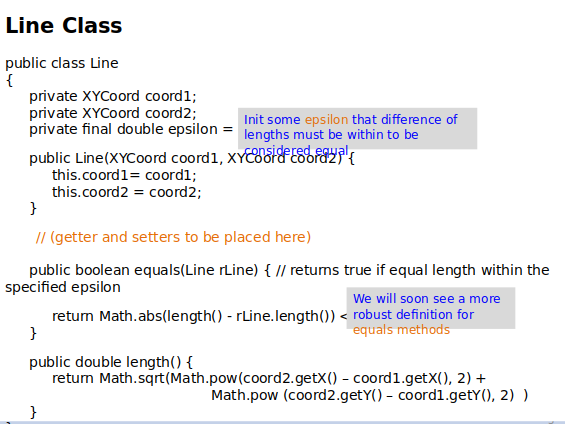 Line Class
public class Line
{
private XYCoord coord1;
private XYCoord coord2;
private final double epsilon =
Init some epsilon that difference of
lengths must be within to be
considered equal
public Line(XYCoord coord1, XYCoord coord2) {
this.coord1= coord1;
this.coord2 = coord2;
}
// (getter and setters to be placed here)
public boolean equals(Line rLine) { // returns true if equal length within the
specified epsilon
return Math.abs(length() - rLine.length()) <
We will soon see a more
robust definition for
equals methods
}
public double length() {
return Math.sqrt(Math.pow(coord2.getX() – coord1.getX(), 2) +
Math.pow (coord2.getY() – coord1.getY(), 2)  )
}